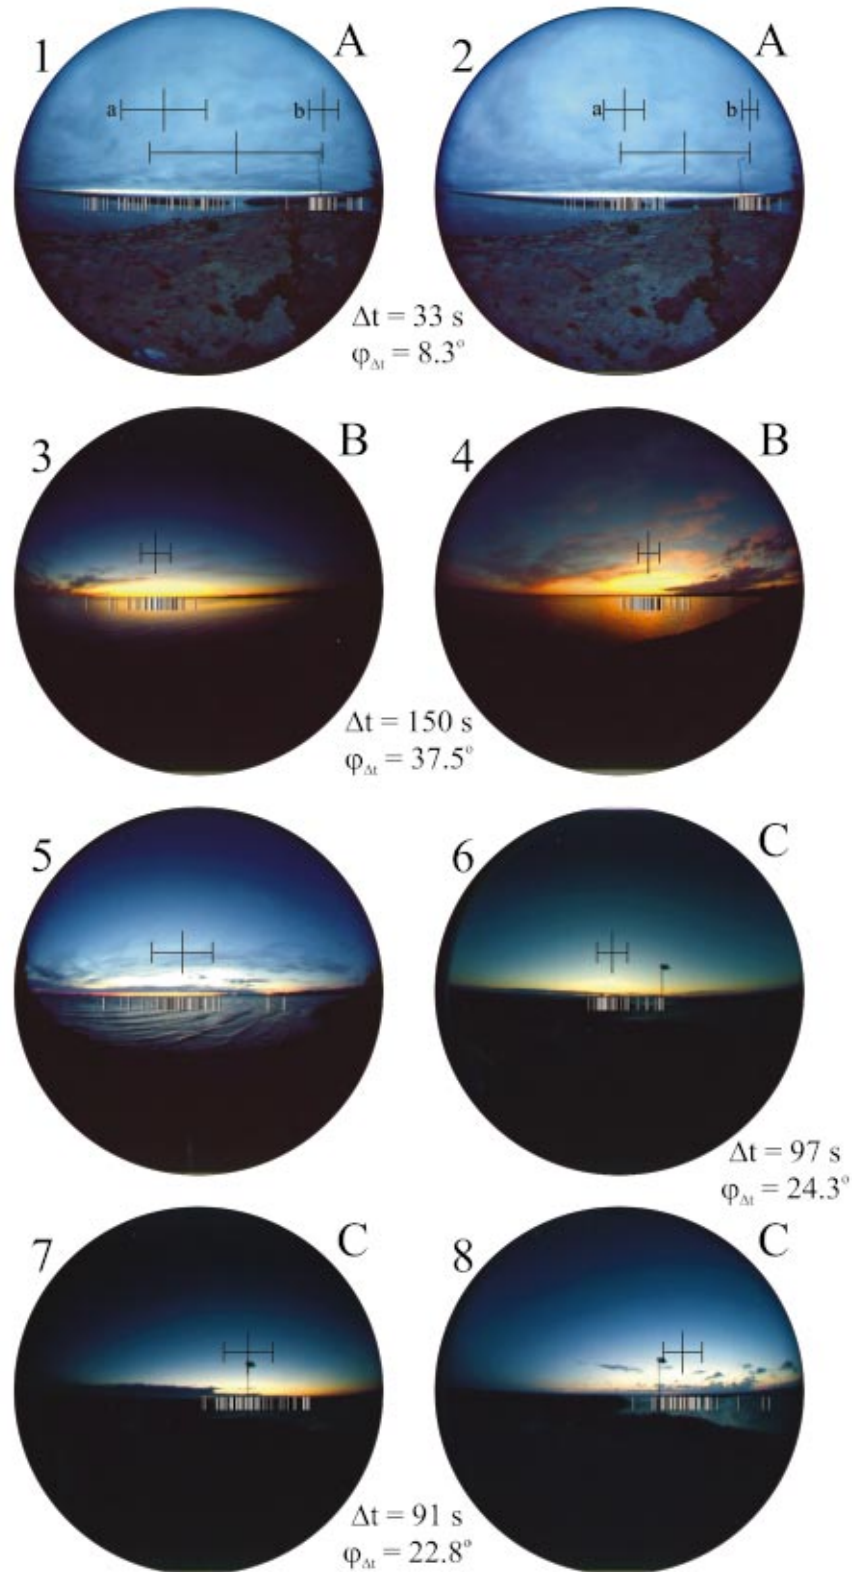 1 A
2 A
a b
a b
Δt = 33 s
φΔt = 8.3°
3 B
4 B
Δt = 150 s
φΔt = 37.5°
5
6 C
Δt = 97 s
φΔt = 24.3°
7 C
8 C
Δt = 91 s
φΔt = 22.8°